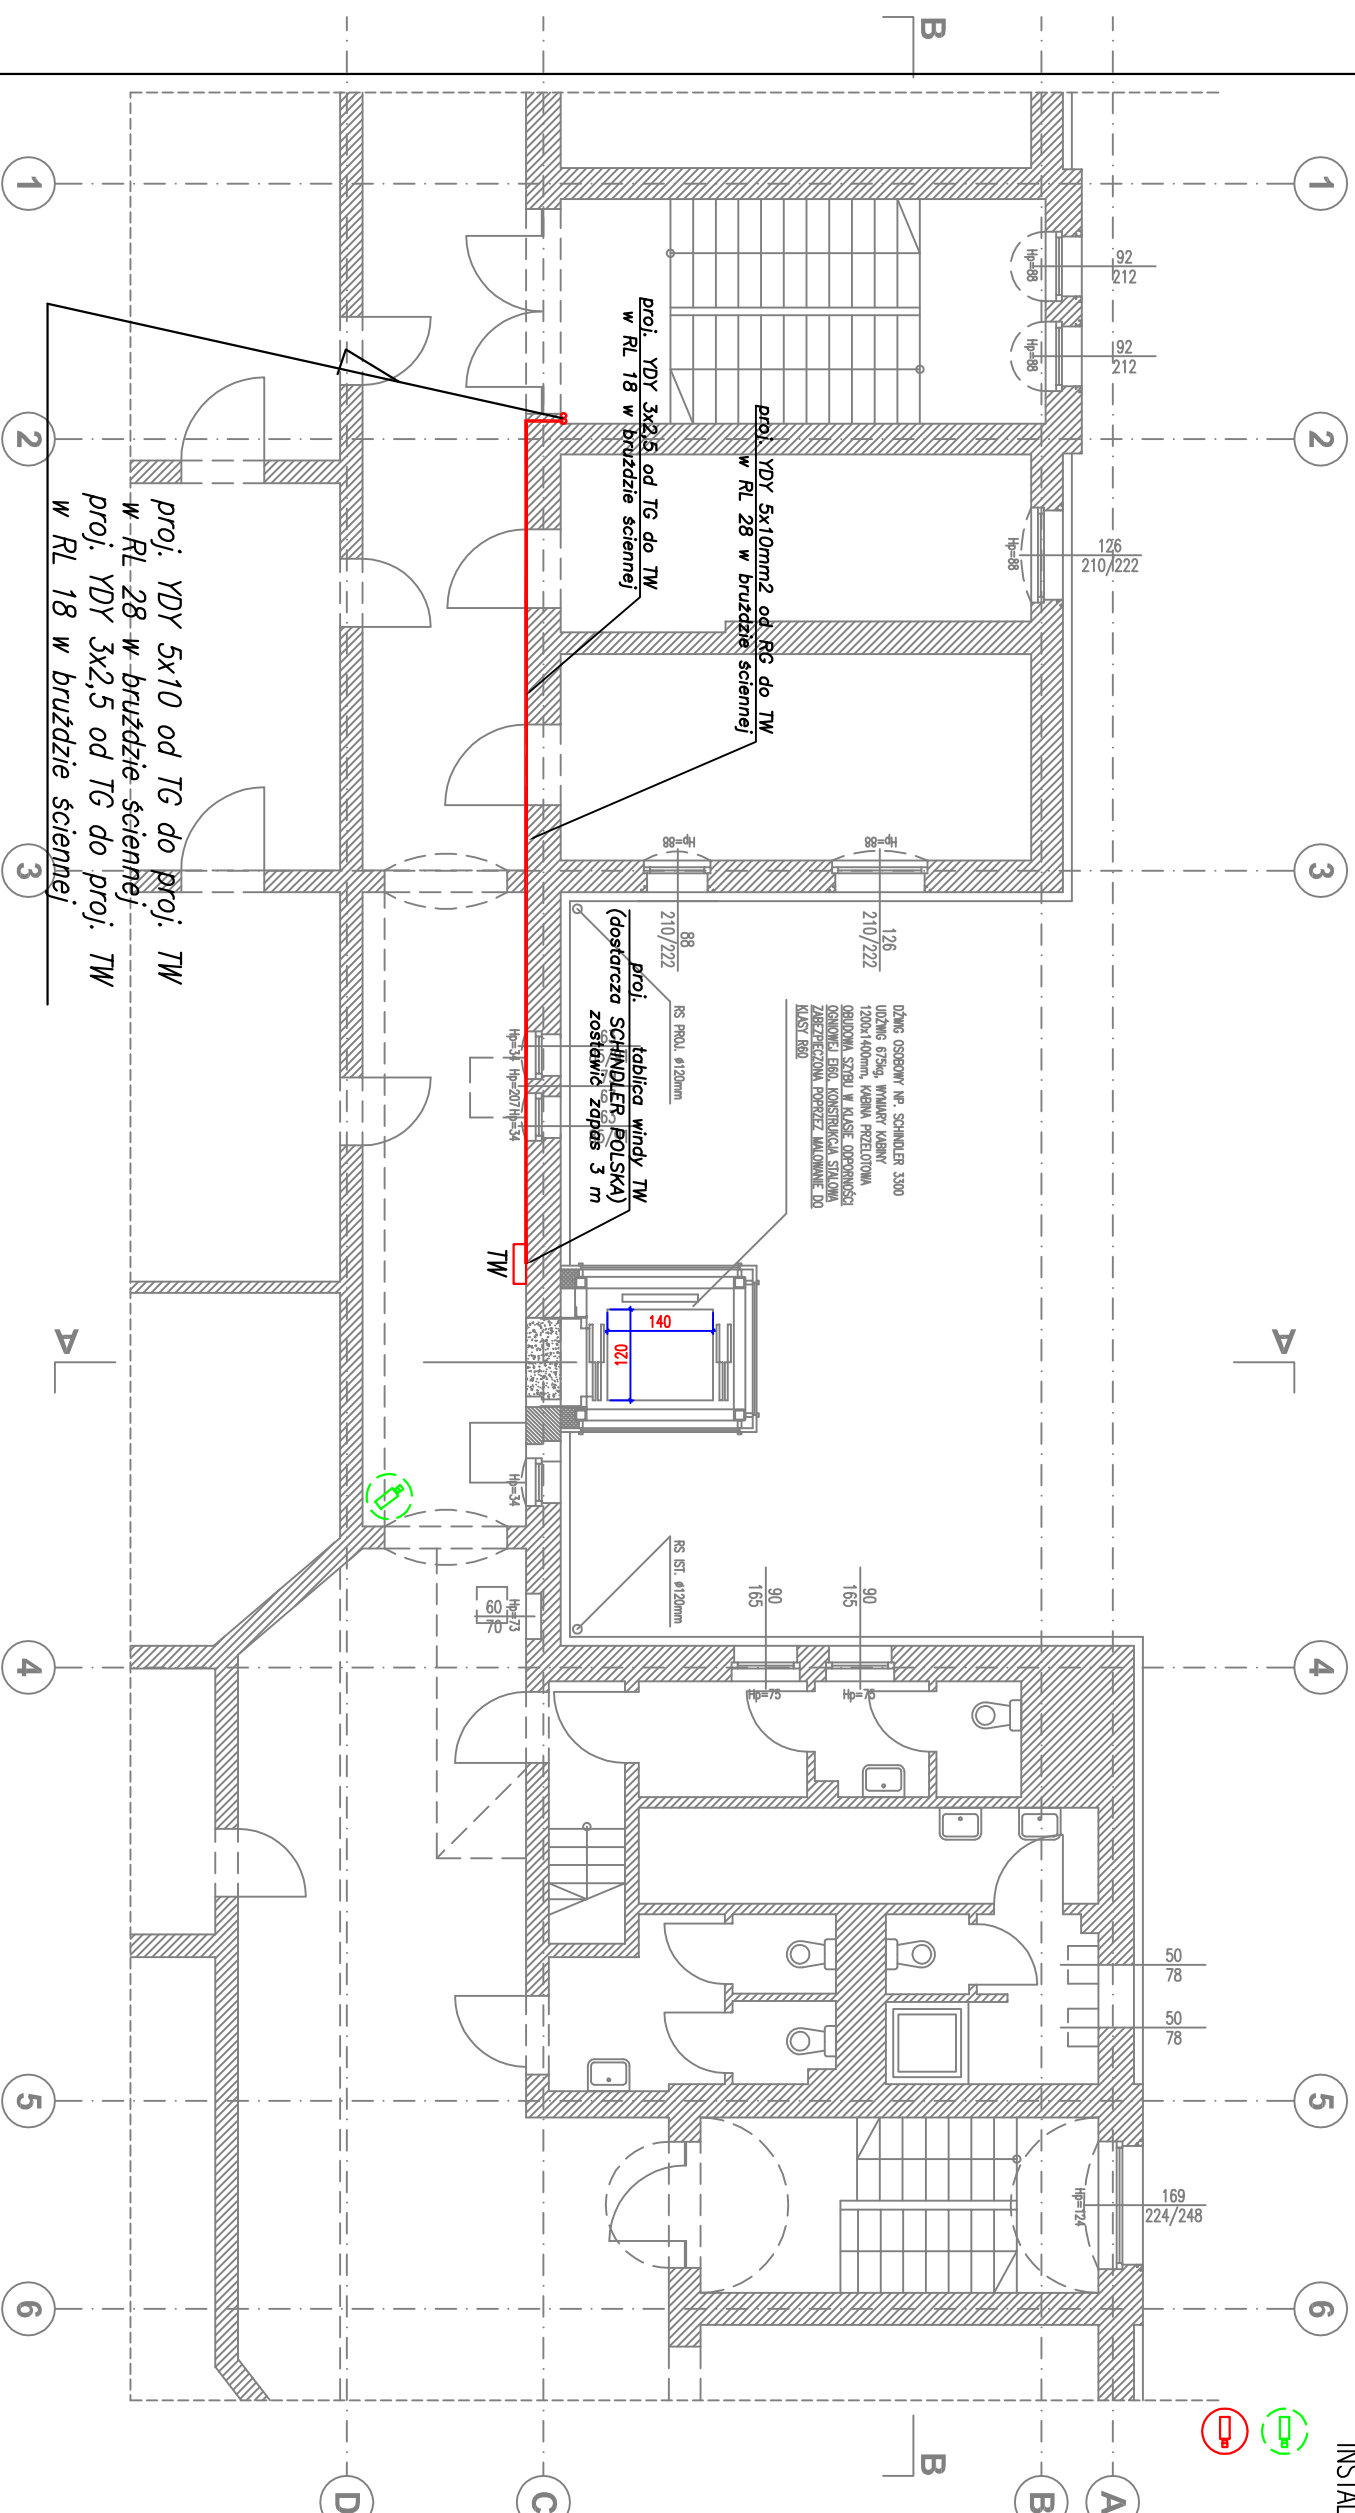 B
1
2
3
4
5
6
1
2
3
4
5
6
A
B
C
D
B
A
A
INSTAL
92
212
Hp=88
92
212
Hp=88
126
210/222
Hp=88
proj. YDY 3x2,5 od TG do TW
w RL 18 w bruździe ściennej
proj. YDY 5x10mm2 od RG do TW
w RL 28 w bruździe ściennej
proj. YDY 5x10 od TG do proj. TW
w RL 28 w bruździe ściennej
proj. YDY 3x2,5 od TG do proj. TW
w RL 18 w bruździe ściennej
Hp=88
88
210/222
Hp=88
126
210/222
RS PROJ. ø120mm
proj. tablica windy TW
(dostarcza SCHINDLER POLSKA)
zostawić zapas 3 m
Hp=34
Hp=207
Hp=34
DŹWIG OSOBOWY NP. SCHINDLER 3300
UDŹWIG 675kg, WYMIARY KABINY
1200x1400mm, KABINA PRZELOTOWA
OBUDOWA SZYBU W KLASIE ODPORNOŚCI
OGNIOWEJ EI60, KONSTRUKCJA STALOWA
ZABEZPIECZONA POPRZEZ MALOWANIE DO
KLASY R60
TW
140
120
Hp=34
RS IST. ø120mm
60
70
Hp=73
90
165
Hp=75
90
165
Hp=75
50
78
50
78
169
224/248
Hp=124